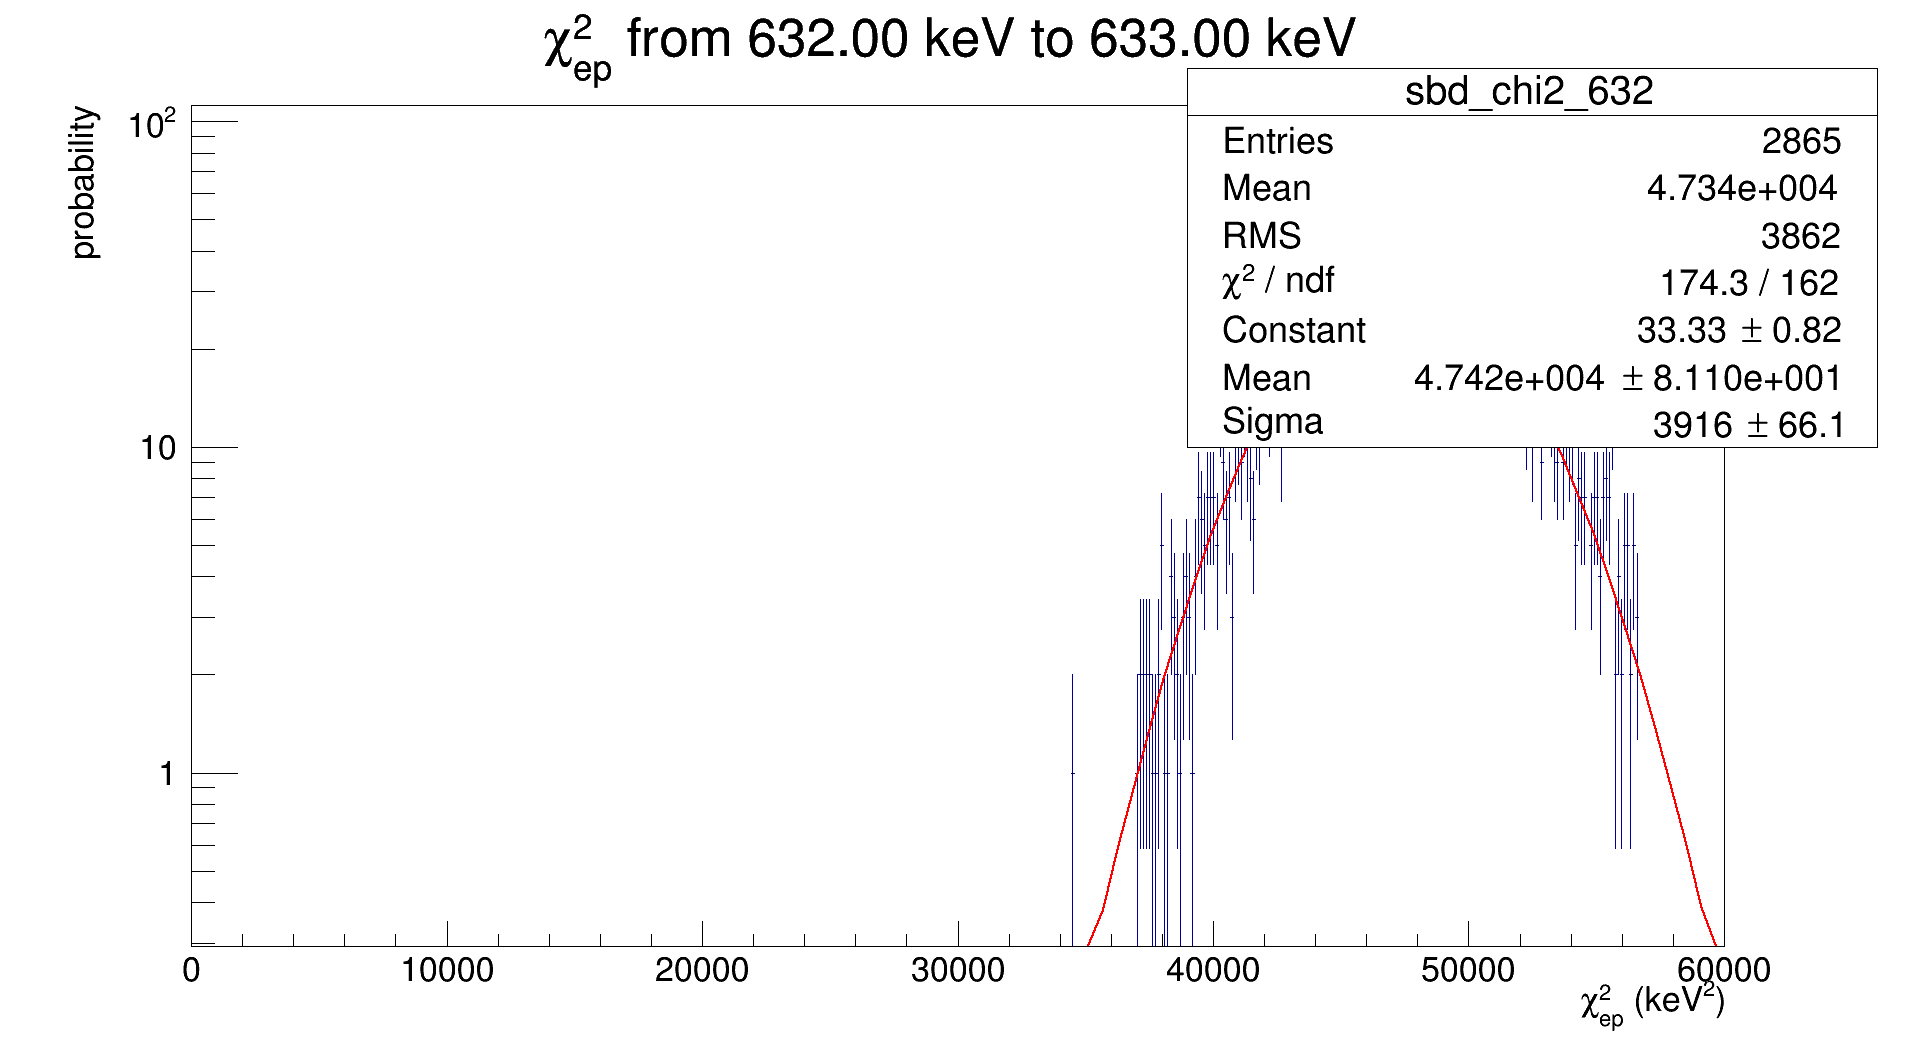 χ²ep from 632.00 keV to 633.00 keV
probability
sbd_chi2_632
Entries 2865
Mean 4.734e+004
RMS 3862
χ² / ndf 174.3 / 162
Constant 33.33 ± 0.82
Mean 4.742e+004 ± 8.110e+001
Sigma 3916 ± 66.1
10²
10
1
0 10000 20000 30000 40000 50000 60000
χ²ep (keV²)